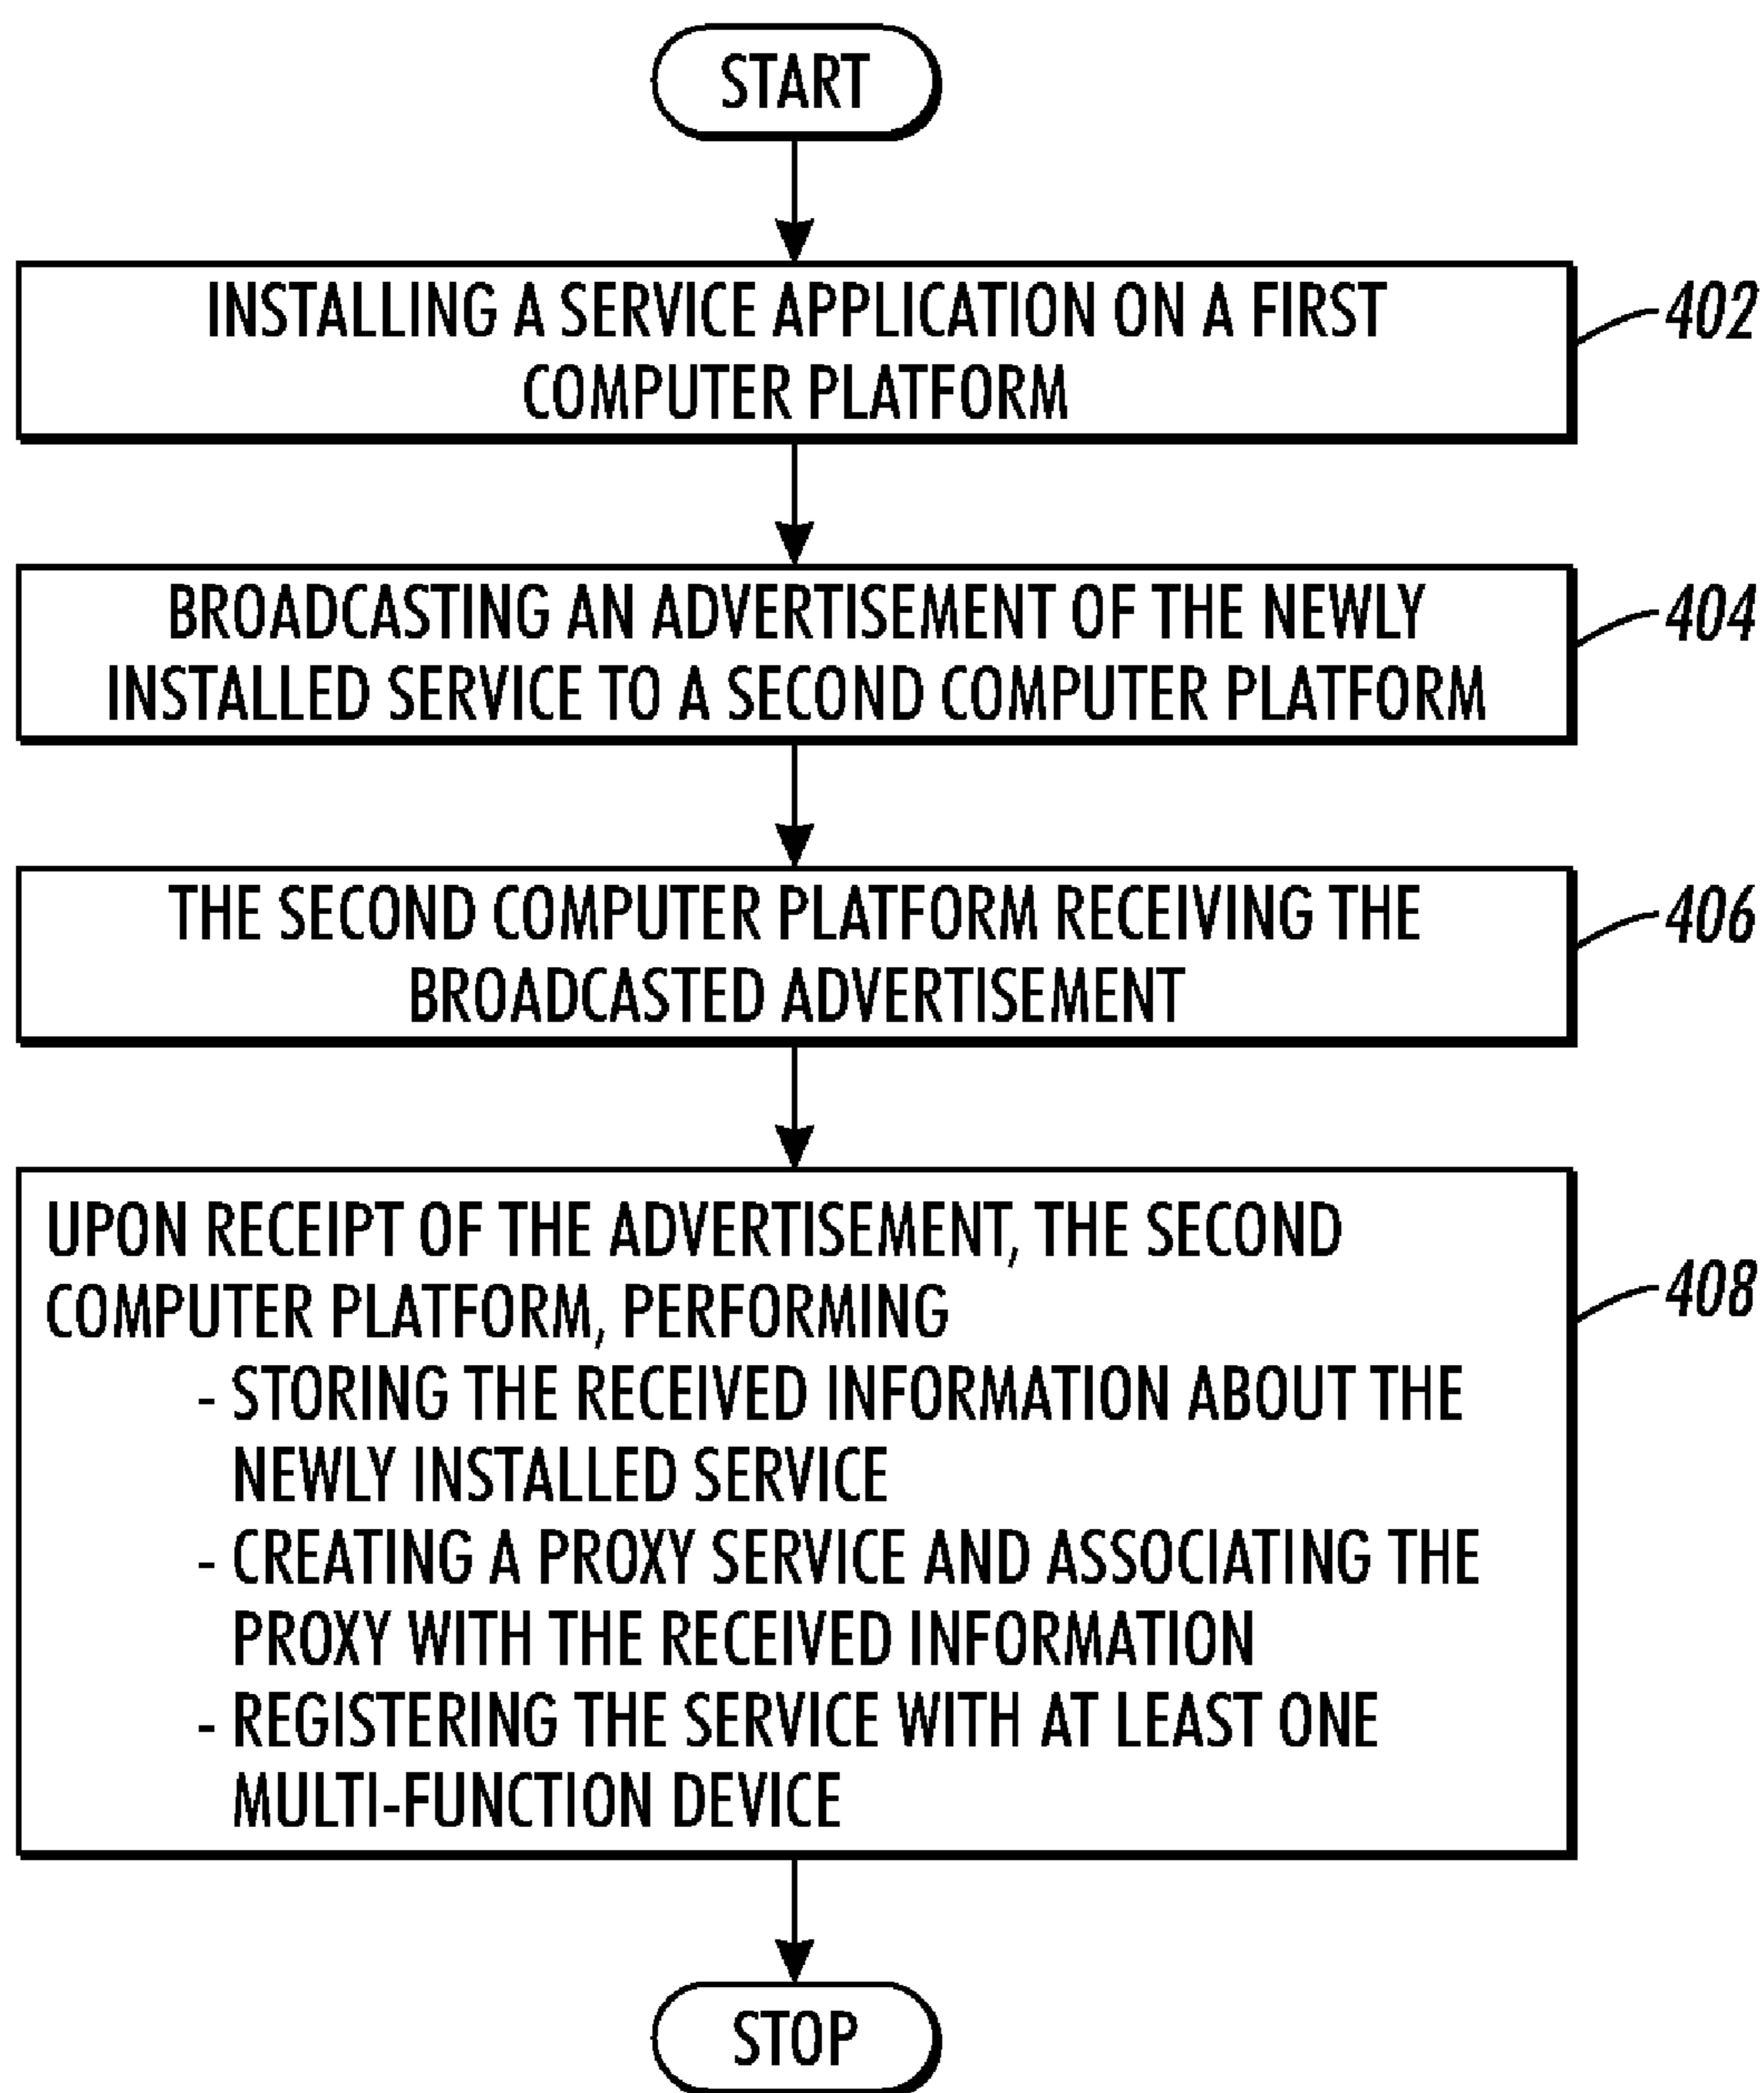 START
INSTALLING A SERVICE APPLICATION ON A FIRST
COMPUTER PLATFORM
402
BROADCASTING AN ADVERTISEMENT OF THE NEWLY
INSTALLED SERVICE TO A SECOND COMPUTER PLATFORM
404
THE SECOND COMPUTER PLATFORM RECEIVING THE
BROADCASTED ADVERTISEMENT
406
UPON RECEIPT OF THE ADVERTISEMENT, THE SECOND
COMPUTER PLATFORM, PERFORMING
- STORING THE RECEIVED INFORMATION ABOUT THE
NEWLY INSTALLED SERVICE
- CREATING A PROXY SERVICE AND ASSOCIATING THE
PROXY WITH THE RECEIVED INFORMATION
- REGISTERING THE SERVICE WITH AT LEAST ONE
MULTI-FUNCTION DEVICE
408
STOP